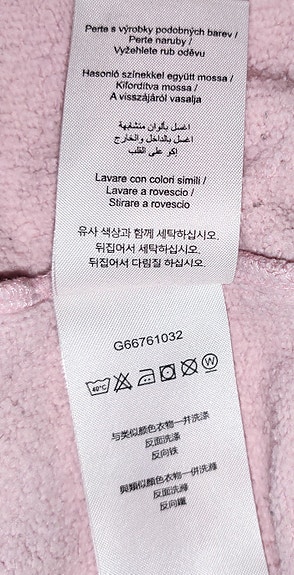 Perte s výrobky podobných barev /
Perte naruby /
Vyžehlete rub oděvu
Hasonló színekkel együtt mossa /
Kifordítva mossa /
A visszájáról vasalja
اغسل بألوان متشابهة
اغسل بالداخل والخارج
إكو على القلب
Lavare con colori simili /
Lavare a rovescio /
Stirare a rovescio
유사 색상과 함께 세탁하십시오.
뒤집어서 세탁하십시오.
뒤집어서 다림질 하십시오.
G66761032
40°C
W
与类似颜色衣物一并洗涤
反面洗涤
反向铁
與類似顏色衣物一併洗滌
反面洗滌
反向鐵